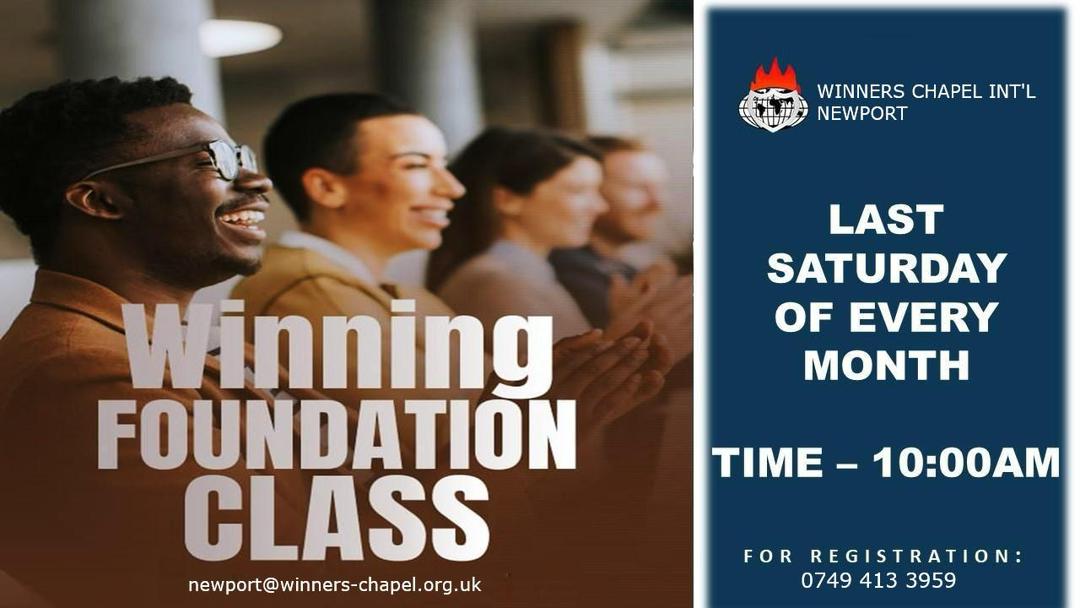 Winning
FOUNDATION
CLASS
newport@winners-chapel.org.uk
WINNERS CHAPEL INT'L
NEWPORT
LAST
SATURDAY
OF EVERY
MONTH
TIME – 10:00AM
FOR REGISTRATION:
0749 413 3959